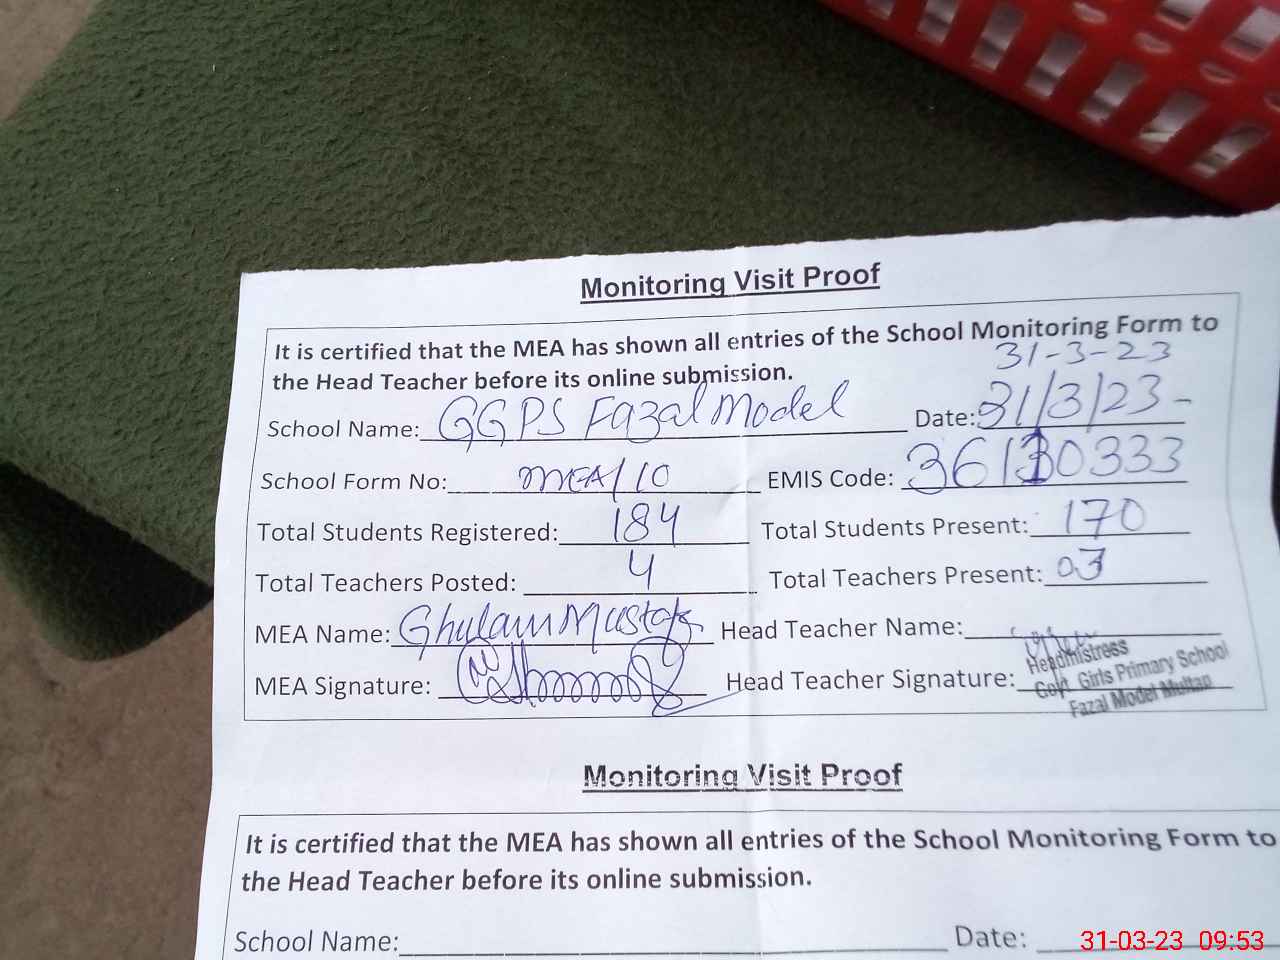 Monitoring Visit Proof
It is certified that the MEA has shown all entries of the School Monitoring Form to
the Head Teacher before its online submission.
31-3-23
School Name: GGPS Fazal Model Date: 31/3/23
School Form No: MEA/10 EMIS Code: 36130333
Total Students Registered: 184 Total Students Present: 170
Total Teachers Posted: 4 Total Teachers Present: 03
MEA Name: Ghulam Mustafa Head Teacher Name:
MEA Signature: Head Teacher Signature:
Headmistress
Govt. Girls Primary School
Fazal Model Multan
Monitoring Visit Proof
It is certified that the MEA has shown all entries of the School Monitoring Form to
the Head Teacher before its online submission.
School Name: Date:
31-03-23 09:53